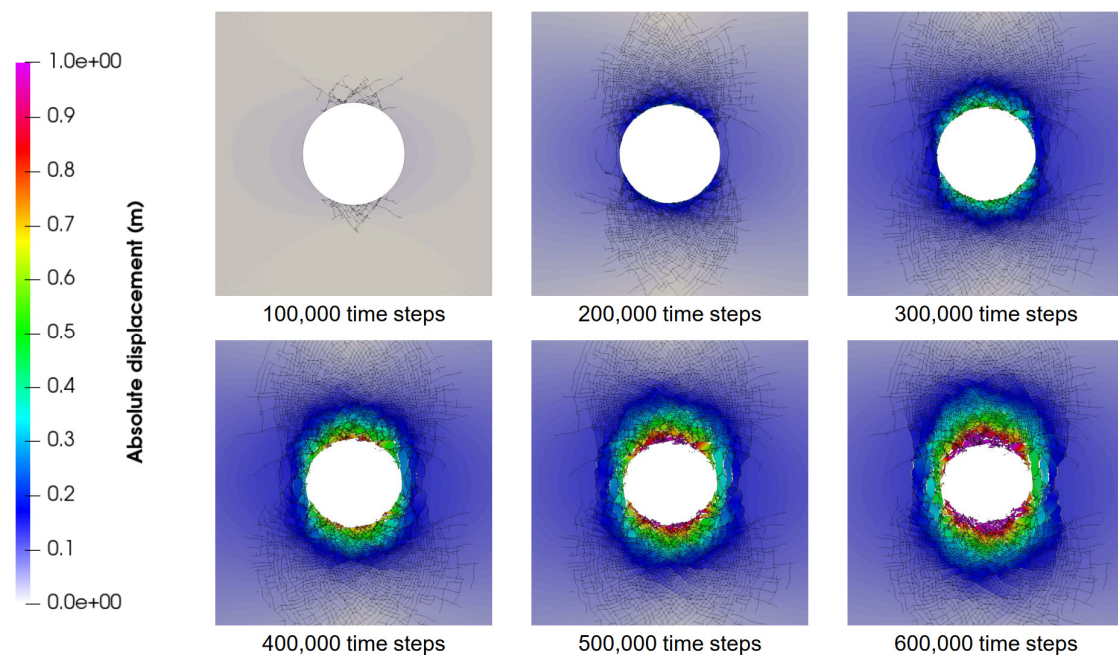 1.0e+00
0.9
0.8
0.7
0.6
0.5
0.4
0.3
0.2
0.1
0.0e+00
Absolute displacement (m)
100,000 time steps
200,000 time steps
300,000 time steps
400,000 time steps
500,000 time steps
600,000 time steps